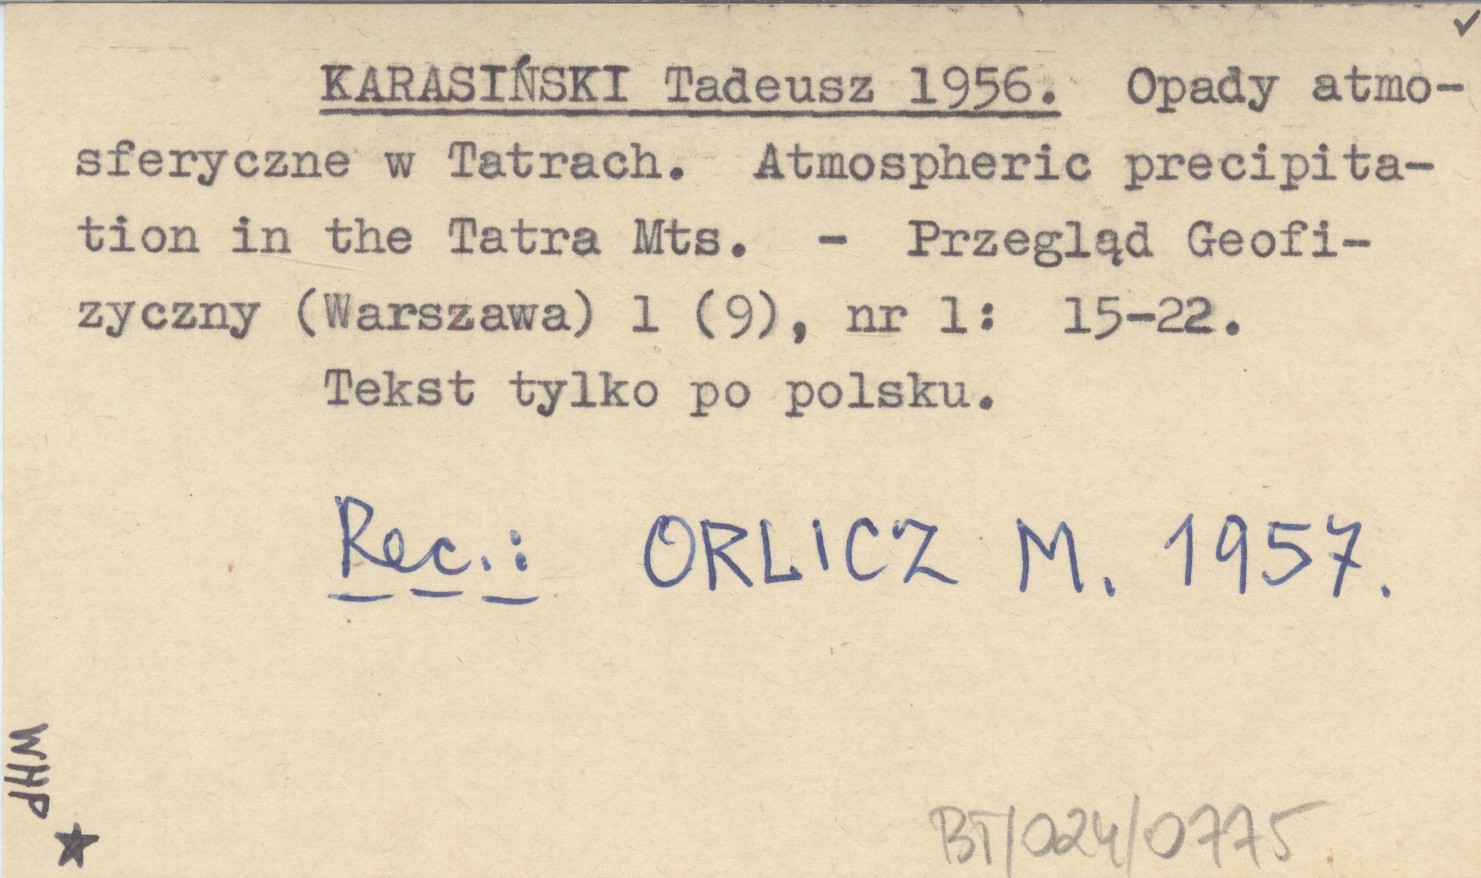 KARASIŃSKI Tadeusz 1956. Opady atmo-
sferyczne w Tatrach. Atmospheric precipita-
tion in the Tatra Mts. - Przegląd Geofi-
zyczny (Warszawa) 1 (9), nr 1: 15-22.
Tekst tylko po polsku.
Rec.: ORLICZ M. 1957.
WHP
BT/024/0775